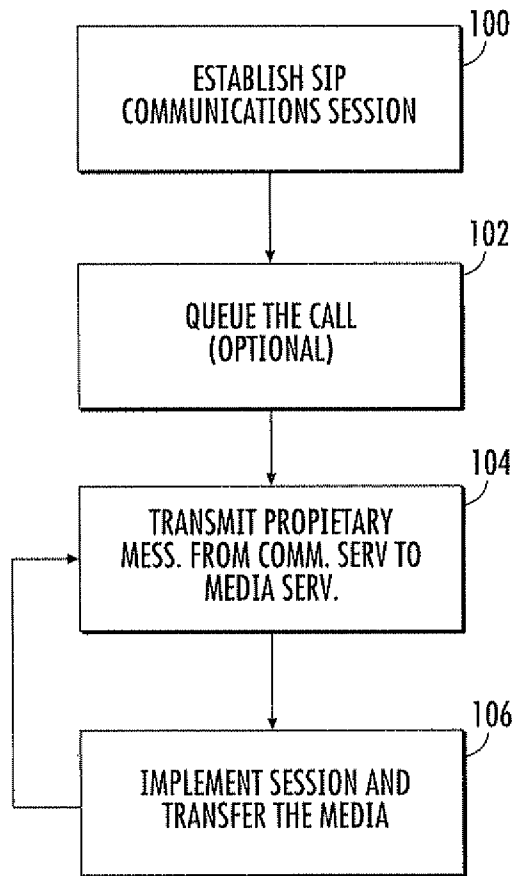 100
ESTABLISH SIP
COMMUNICATIONS SESSION
102
QUEUE THE CALL
(OPTIONAL)
104
TRANSMIT PROPIETARY
MESS. FROM COMM. SERV TO
MEDIA SERV.
106
IMPLEMENT SESSION AND
TRANSFER THE MEDIA